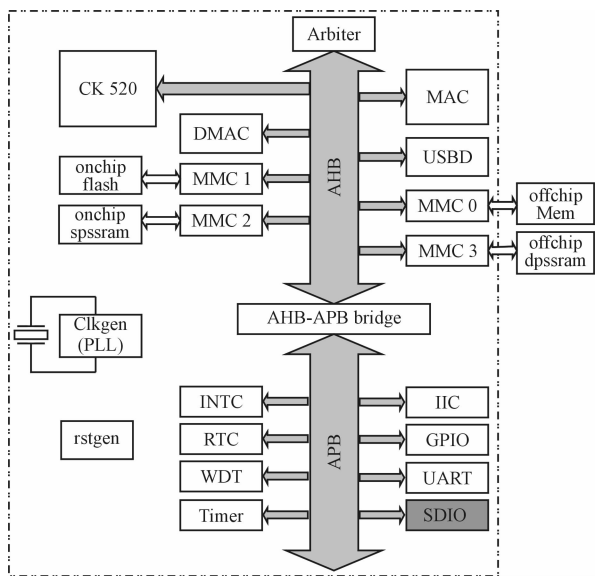 Arbiter
CK 520
MAC
DMAC
USBD
onchip
flash
MMC 1
AHB
MMC 0
offchip
Mem
onchip
spssram
MMC 2
MMC 3
offchip
dpssram
AHB-APB bridge
Clkgen
(PLL)
INTC
IIC
rstgen
RTC
APB
GPIO
WDT
UART
Timer
SDIO